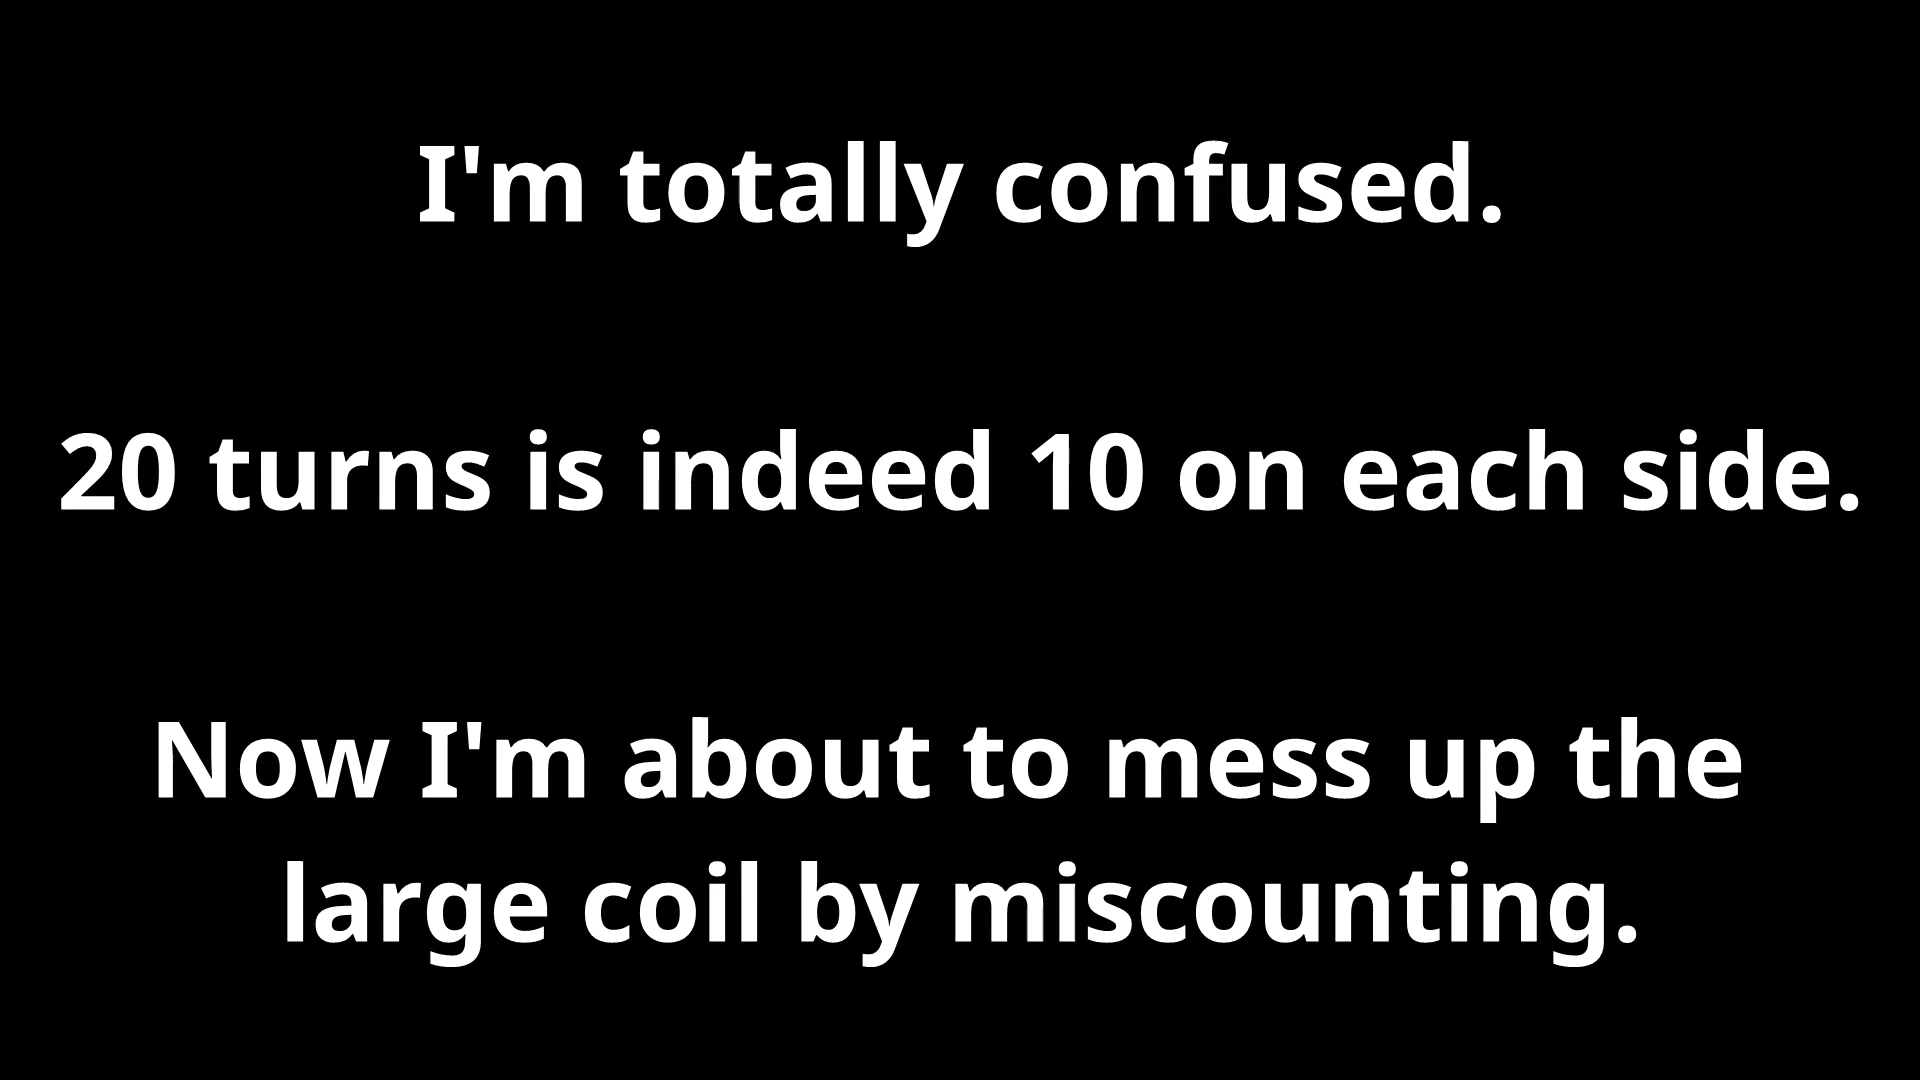 I'm totally confused.
20 turns is indeed 10 on each side.
Now I'm about to mess up the
large coil by miscounting.